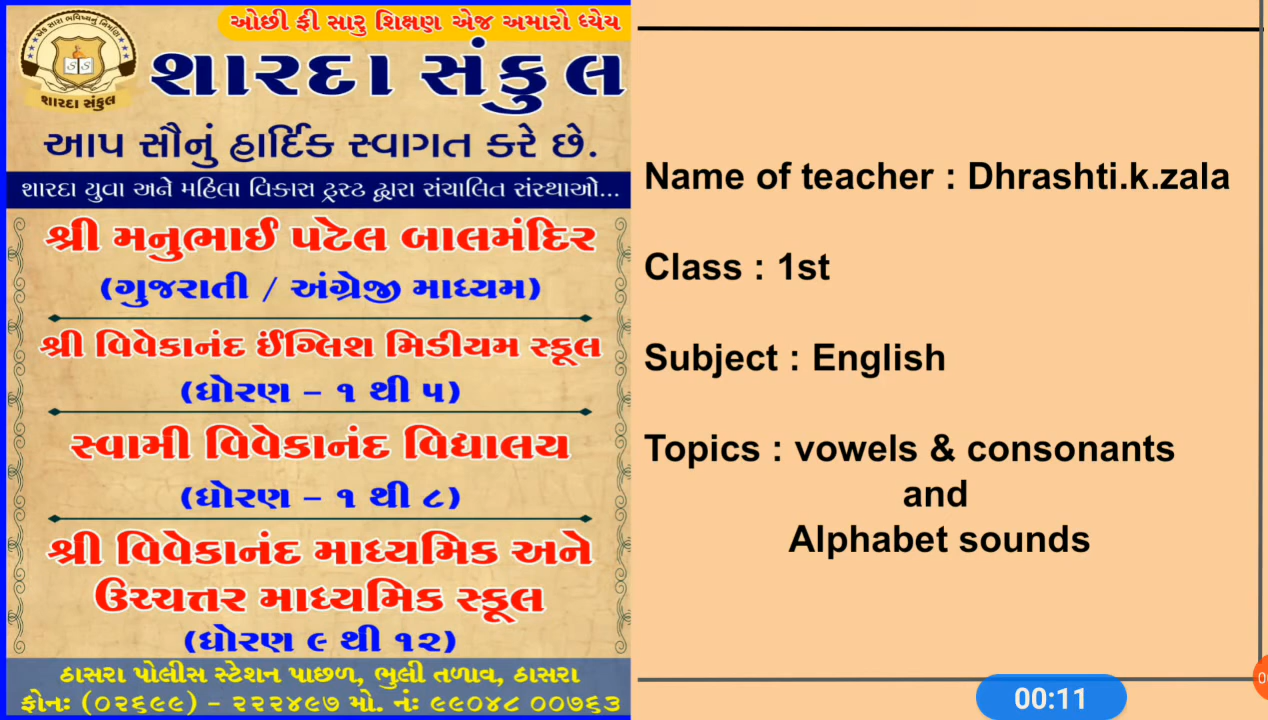 ઓછી ફી સારુ શિક્ષણ એજ અમારો ધ્યેય
એક સારા ભવિષ્યનું નિર્માણ
SS
શારદા સંકુલ
શારદા સંકુલ
આપ સૌનું હાર્દિક સ્વાગત કરે છે.
શારદા યુવા અને મહિલા વિકાસ ટ્રસ્ટ દ્વારા સંચાલિત સંસ્થાઓ...
શ્રી મનુભાઈ પટેલ બાલમંદિર
(ગુજરાતી / અંગ્રેજી માધ્યમ)
શ્રી વિવેકાનંદ ઈંગ્લિશ મિડીયમ સ્કૂલ
(ધોરણ – ૧ થી ૫)
સ્વામી વિવેકાનંદ વિદ્યાલય
(ધોરણ – ૧ થી ૮)
શ્રી વિવેકાનંદ માધ્યમિક અને
ઉચ્ચત્તર માધ્યમિક સ્કૂલ
(ધોરણ ૯ થી ૧૨)
ઠાસરા પોલીસ સ્ટેશન પાછળ, ભુલી તળાવ, ઠાસરા
ફોનઃ (૦૨૬૯૯) - ૨૨૨૪૯૭ મો. નંઃ ૯૯૦૪૮ ૦૦૭૬૩
Name of teacher : Dhrashti.k.zala
Class : 1st
Subject : English
Topics : vowels & consonants
and
Alphabet sounds
00:11